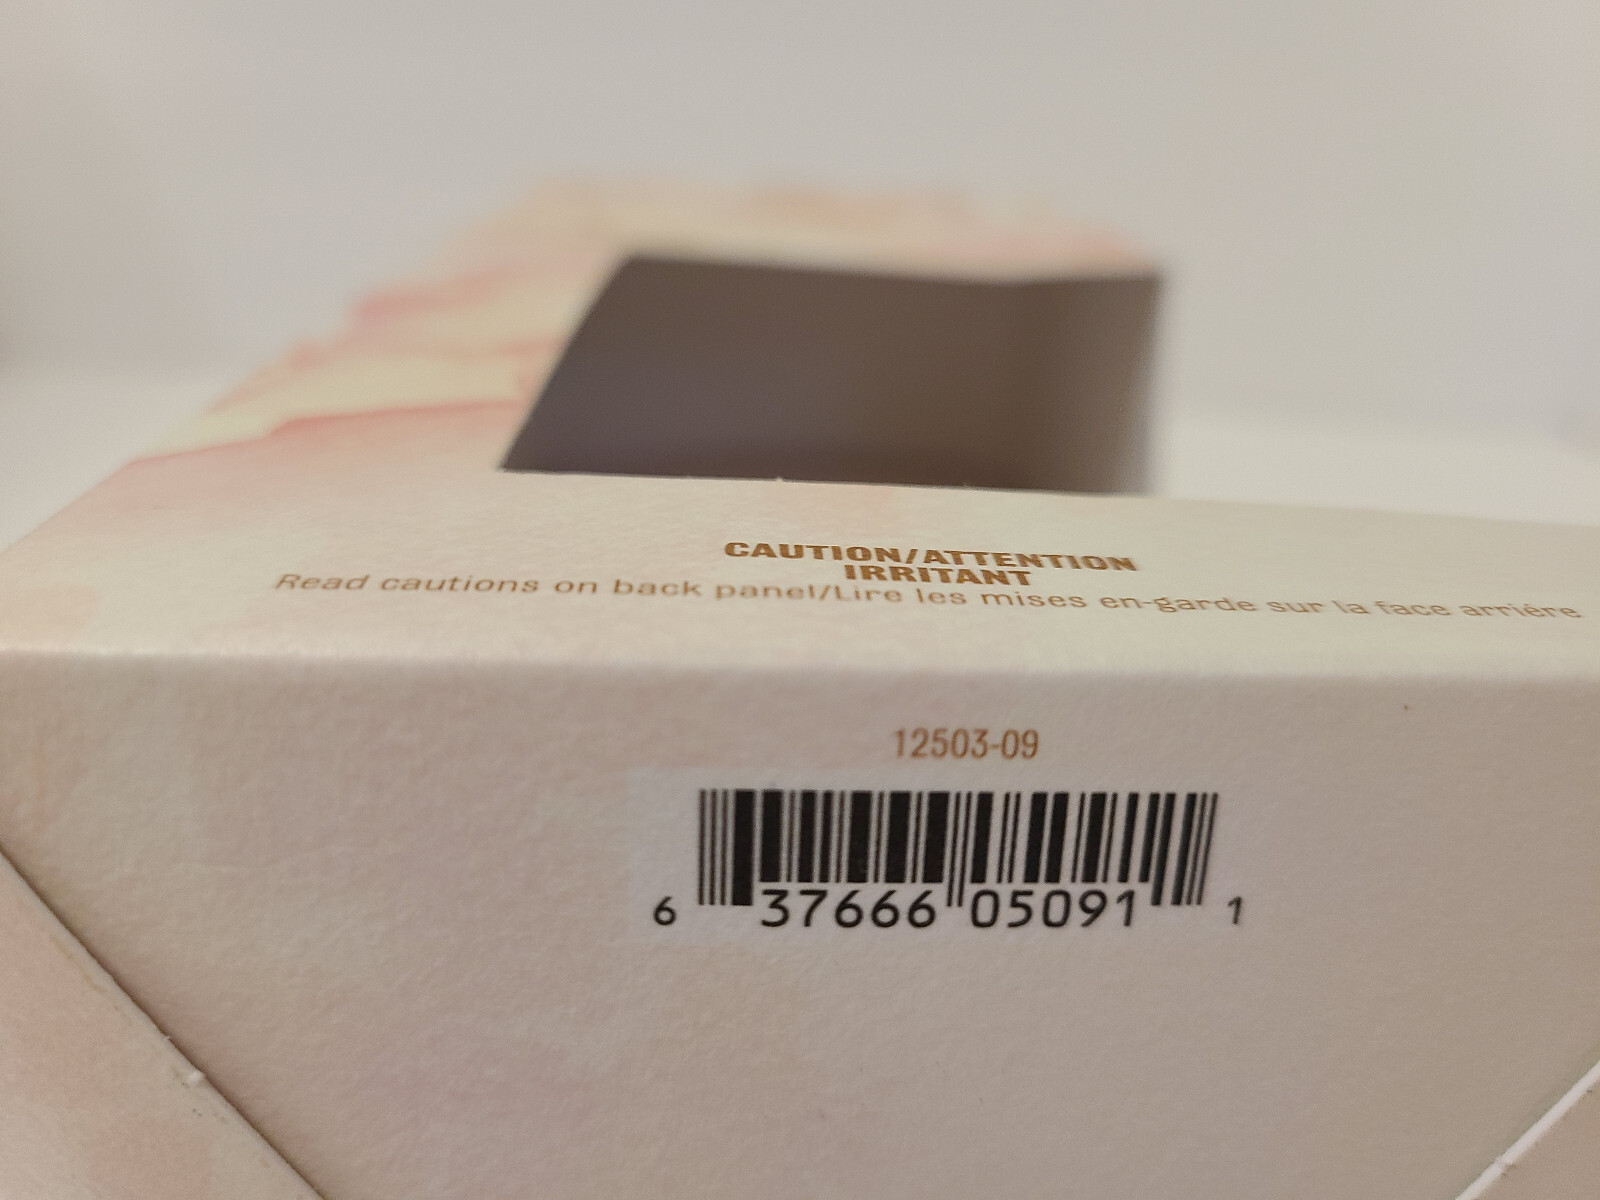 CAUTION/ATTENTION
IRRITANT
Read cautions on back panel/Lire les mises en-garde sur la face arrière
12503-09
6 37666 05091 1